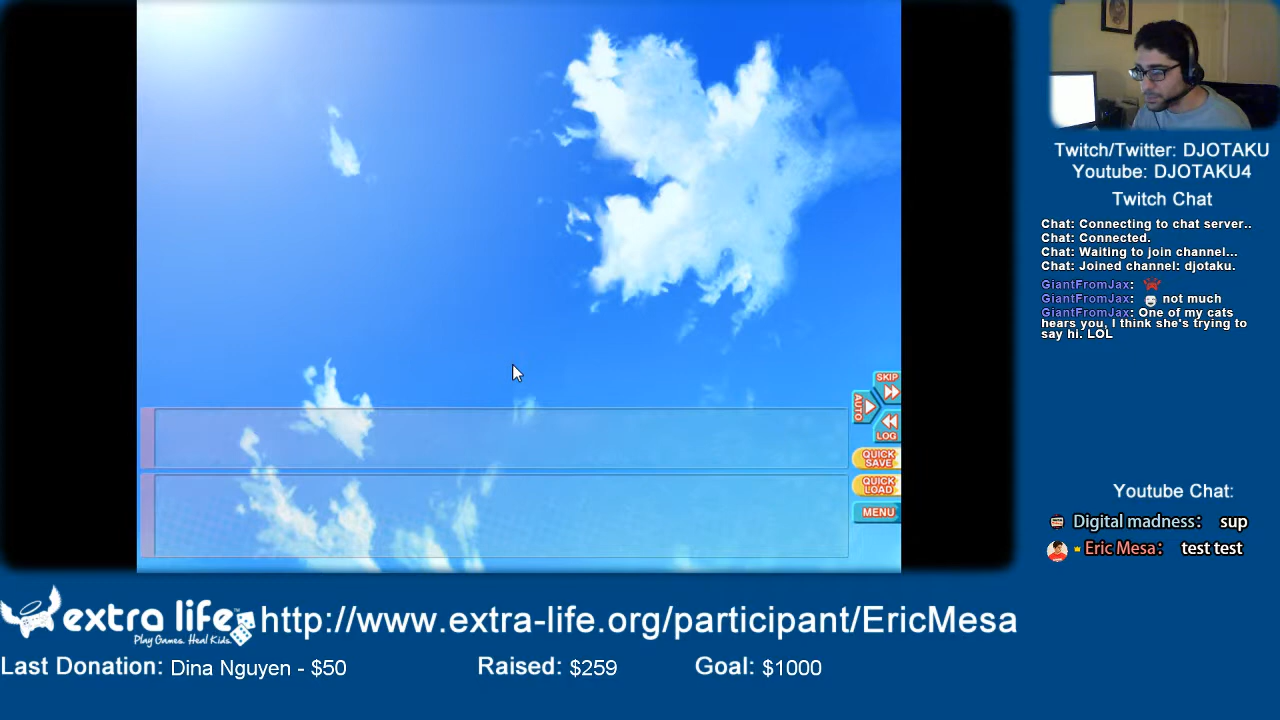 SKIP
AUTO
LOG
QUICK
SAVE
QUICK
LOAD
MENU
Twitch/Twitter: DJOTAKU
Youtube: DJOTAKU4
Twitch Chat
Chat: Connecting to chat server..
Chat: Connected.
Chat: Waiting to join channel...
Chat: Joined channel: djotaku.
GiantFromJax:
GiantFromJax: not much
GiantFromJax: One of my cats
hears you, I think she's trying to
say hi. LOL
Youtube Chat:
Digital madness: sup
Eric Mesa: test test
extra life
Play Games. Heal Kids.
http://www.extra-life.org/participant/EricMesa
Last Donation: Dina Nguyen - $50
Raised: $259
Goal: $1000